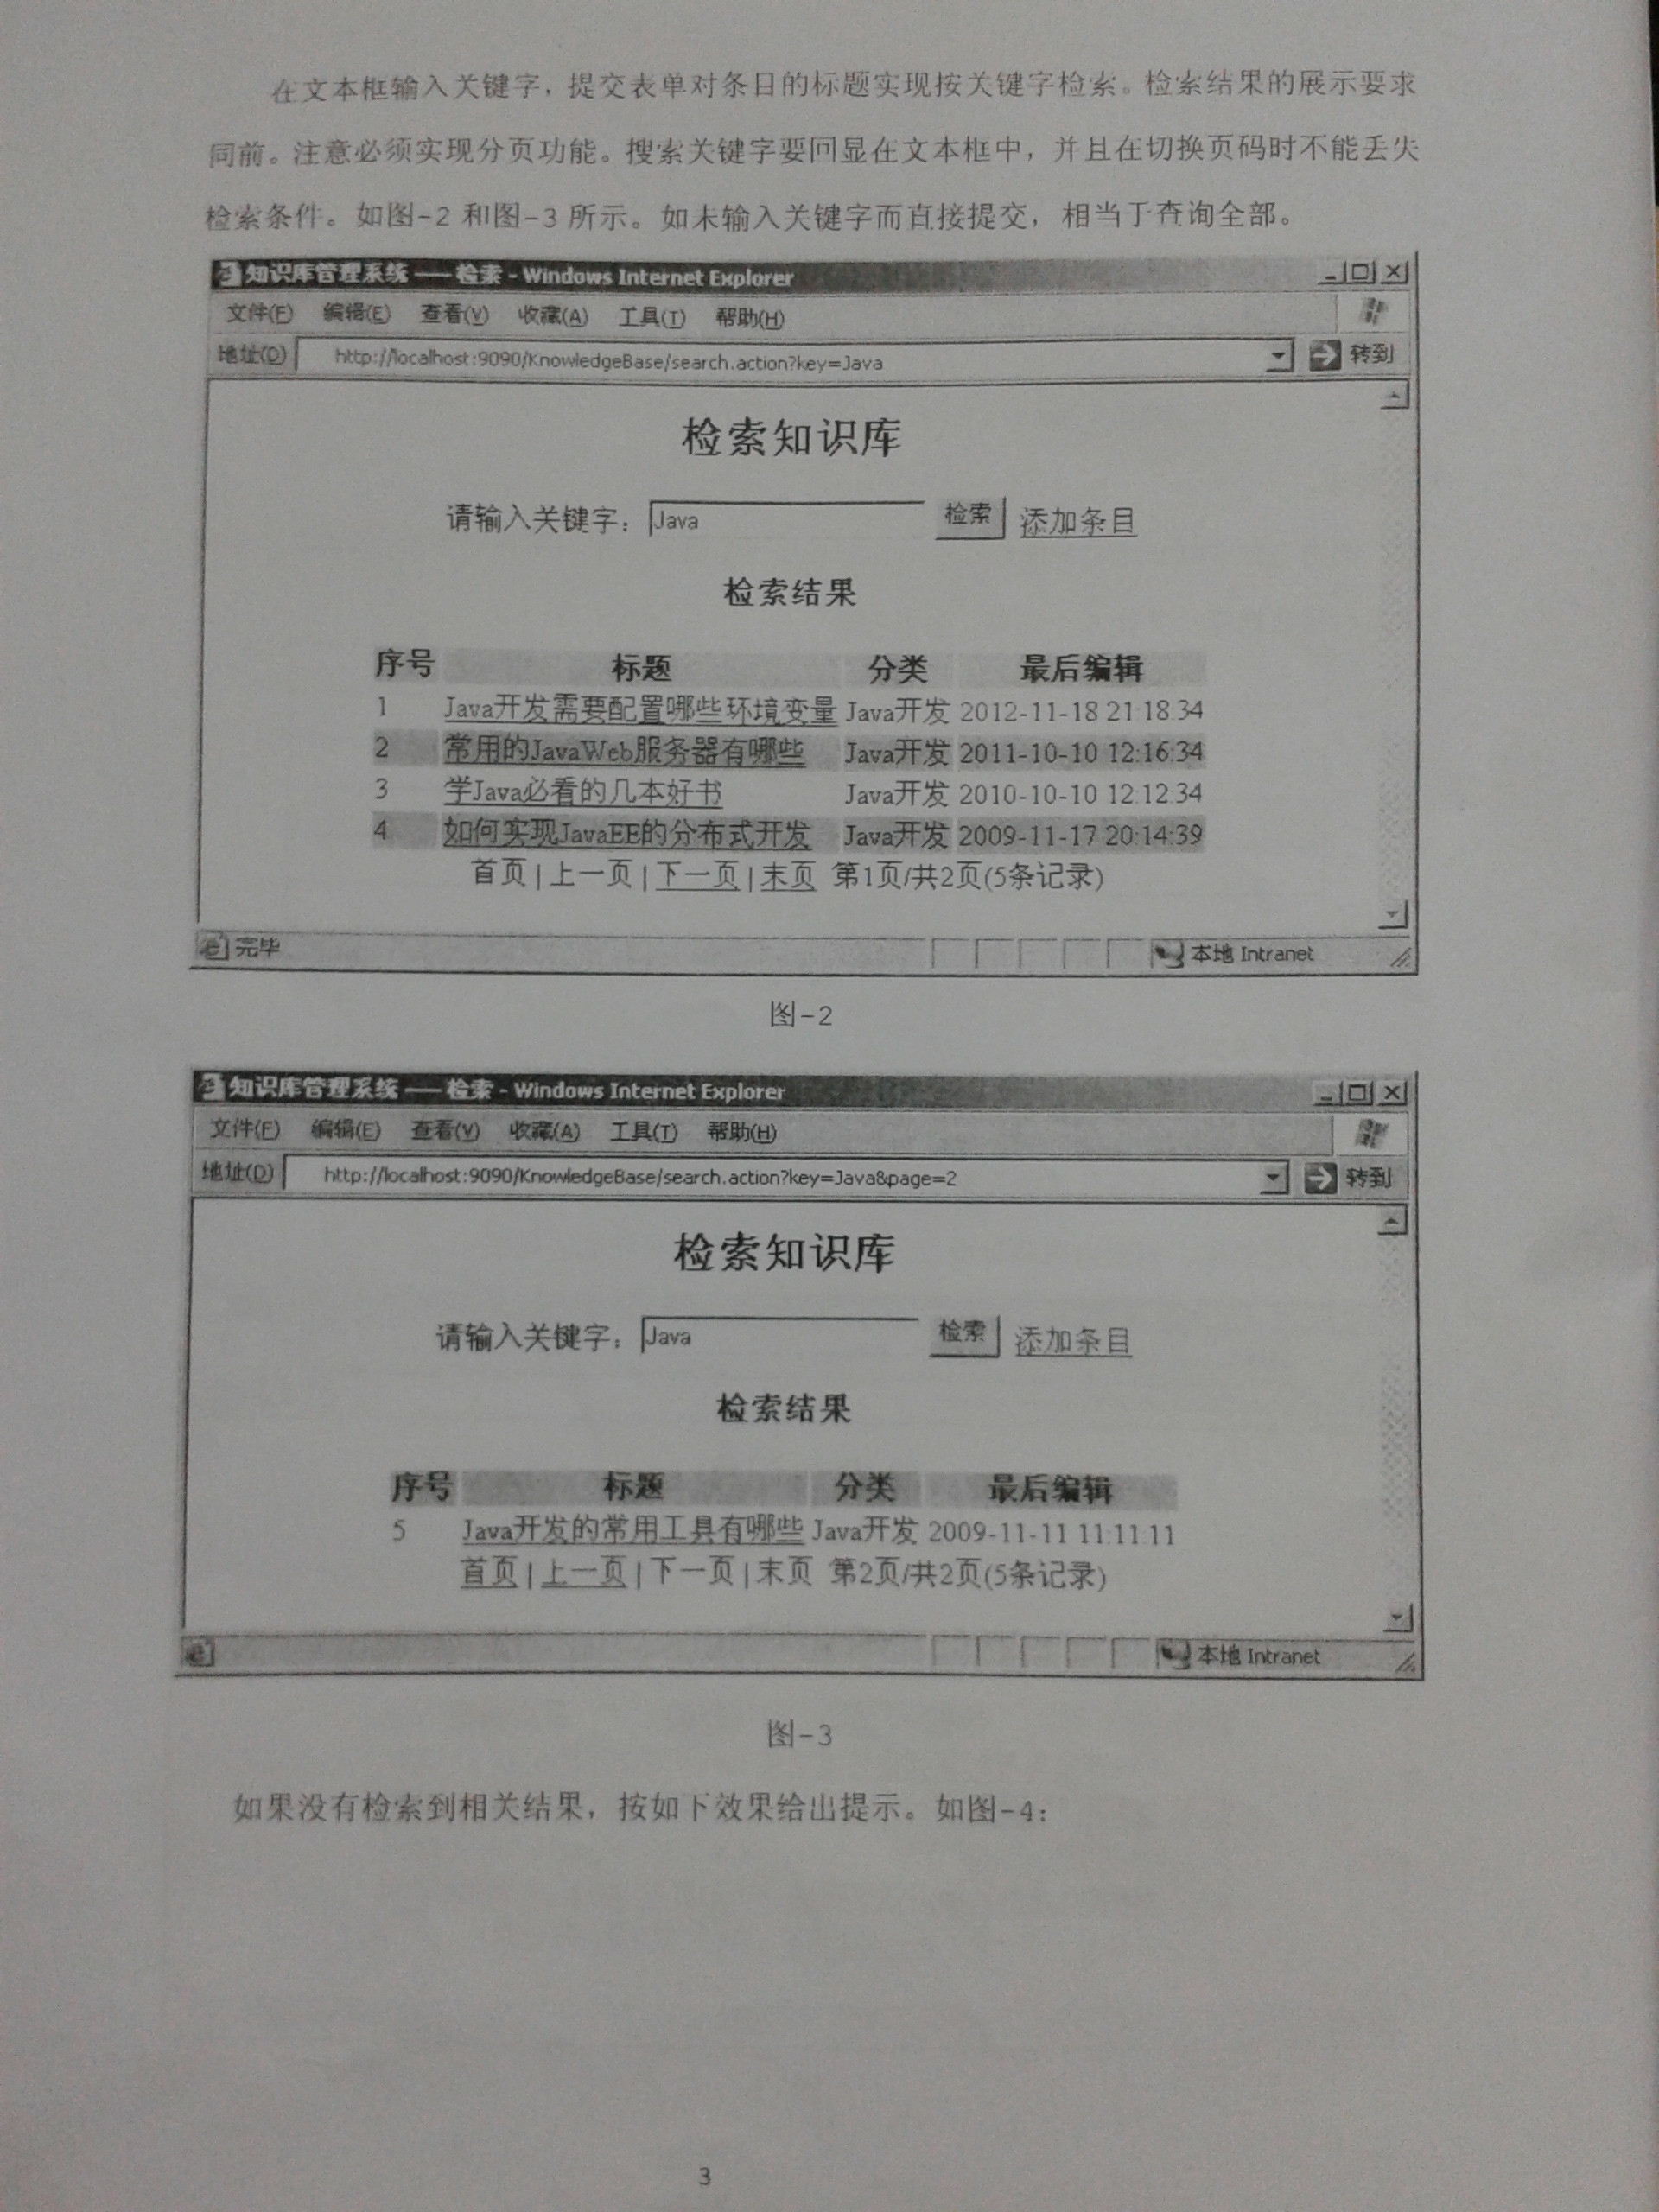 在文本框输入关键字，提交表单对条目的标题实现按关键字检索。检索结果的展示要求
同前。注意必须实现分页功能。搜索关键字要回显在文本框中，并且在切换页码时不能丢失
检索条件。如图-2 和图-3 所示。如未输入关键字而直接提交，相当于查询全部。
知识库管理系统 —— 检索 - Windows Internet Explorer
文件(F) 编辑(E) 查看(V) 收藏(A) 工具(T) 帮助(H)
地址(D) http://localhost:9090/KnowledgeBase/search.action?key=Java 转到
检索知识库
请输入关键字： Java 检索 添加条目
检索结果
序号 标题 分类 最后编辑
1 Java开发需要配置哪些环境变量 Java开发 2012-11-18 21:18:34
2 常用的JavaWeb服务器有哪些 Java开发 2011-10-10 12:16:34
3 学Java必看的几本好书 Java开发 2010-10-10 12:12:34
4 如何实现JavaEE的分布式开发 Java开发 2009-11-17 20:14:39
首页 | 上一页 | 下一页 | 末页 第1页/共2页(5条记录)
完毕 本地 Intranet
图-2
知识库管理系统 —— 检索 - Windows Internet Explorer
文件(F) 编辑(E) 查看(V) 收藏(A) 工具(T) 帮助(H)
地址(D) http://localhost:9090/KnowledgeBase/search.action?key=Java&page=2 转到
检索知识库
请输入关键字： Java 检索 添加条目
检索结果
序号 标题 分类 最后编辑
5 Java开发的常用工具有哪些 Java开发 2009-11-11 11:11:11
首页 | 上一页 | 下一页 | 末页 第2页/共2页(5条记录)
本地 Intranet
图-3
如果没有检索到相关结果，按如下效果给出提示。如图-4：
3